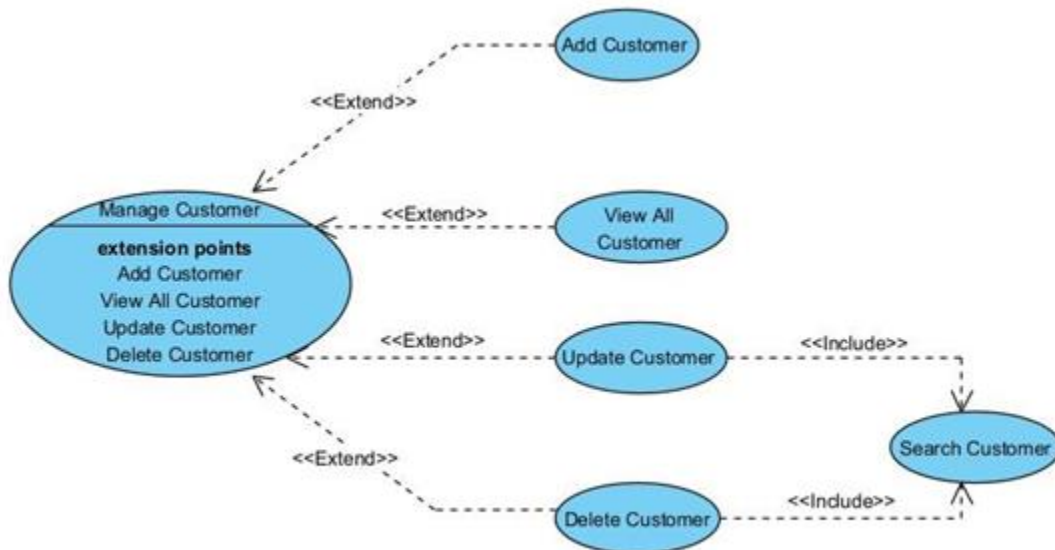 Add Customer
<<Extend>>
Manage Customer
extension points
Add Customer
View All Customer
Update Customer
Delete Customer
<<Extend>>
View All
Customer
<<Extend>>
Update Customer
<<Include>>
Search Customer
<<Extend>>
Delete Customer
<<Include>>